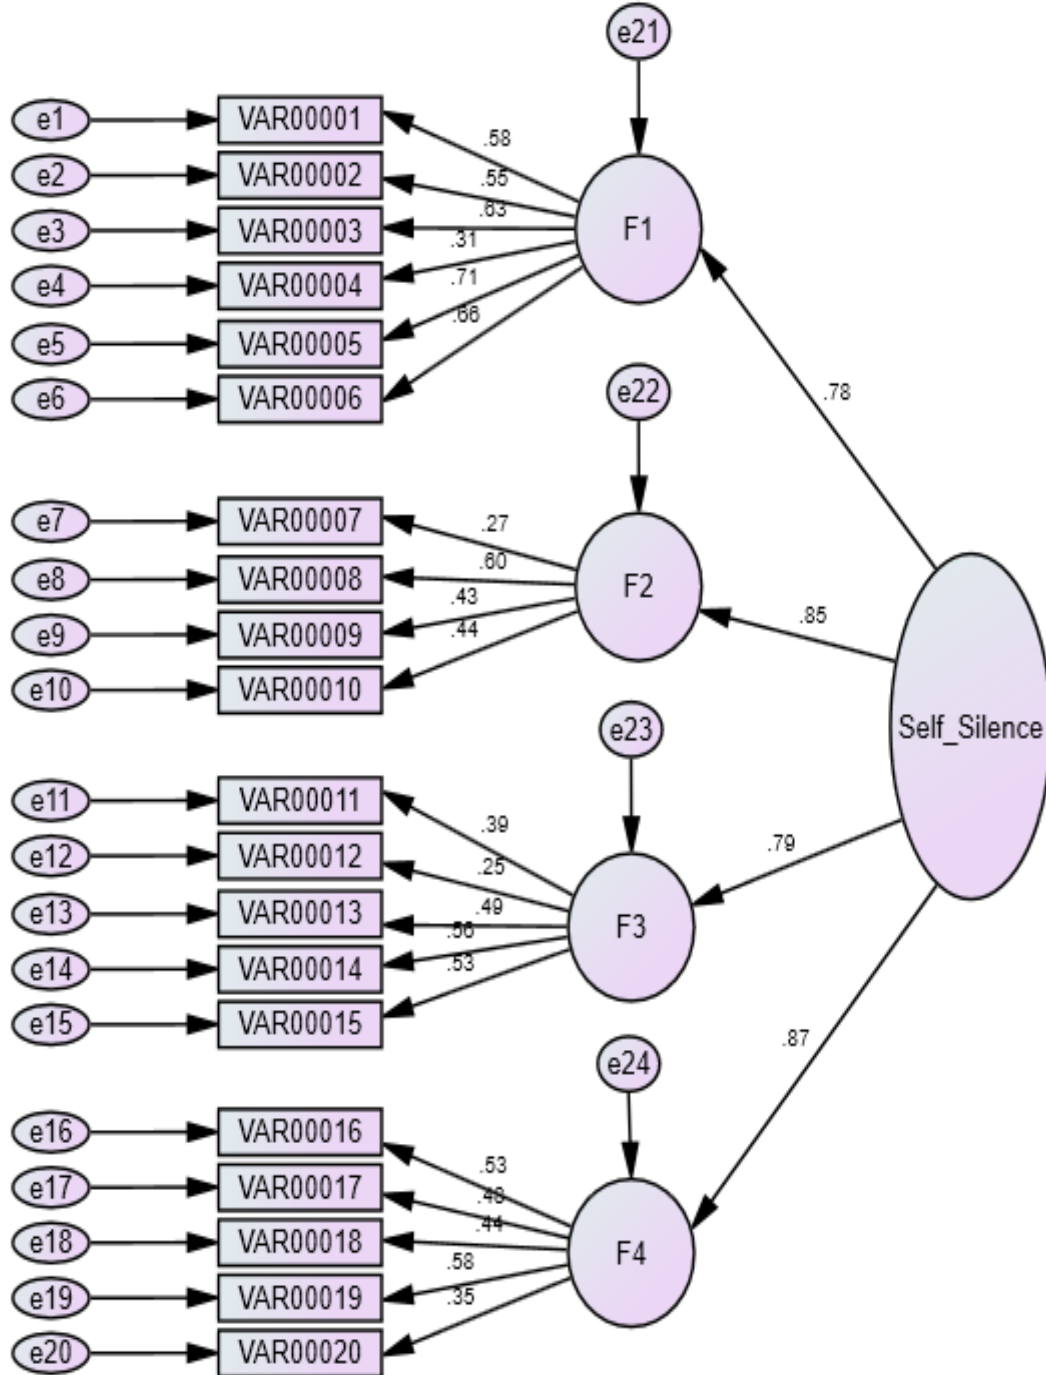 e21
e1 VAR00001
.58
e2 VAR00002
.55
e3 VAR00003
.63
F1
e4 VAR00004
.31
e5 VAR00005
.71
e6 VAR00006
.66
.78
e22
e7 VAR00007
.27
e8 VAR00008
.60
F2
e9 VAR00009
.43
e10 VAR00010
.44
.85
Self_Silence
e23
e11 VAR00011
.39
e12 VAR00012
.25
.79
e13 VAR00013
.49
F3
e14 VAR00014
e15 VAR00015
.53
e24
.87
e16 VAR00016
.53
e17 VAR00017
e18 VAR00018
.44
F4
e19 VAR00019
.58
e20 VAR00020
.35